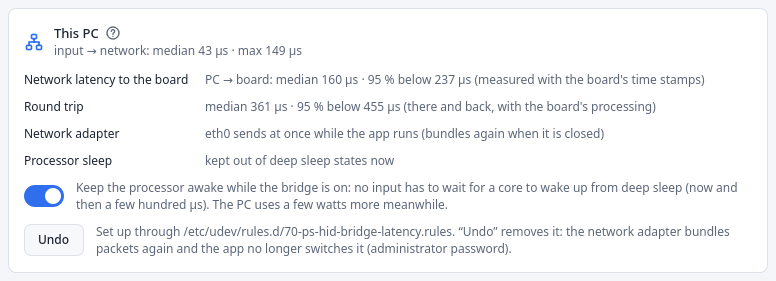 This PC ?
input → network: median 43 µs · max 149 µs
Network latency to the board PC → board: median 160 µs · 95 % below 237 µs (measured with the board's time stamps)
Round trip median 361 µs · 95 % below 455 µs (there and back, with the board's processing)
Network adapter eth0 sends at once while the app runs (bundles again when it is closed)
Processor sleep kept out of deep sleep states now
Keep the processor awake while the bridge is on: no input has to wait for a core to wake up from deep sleep (now and
then a few hundred µs). The PC uses a few watts more meanwhile.
Undo Set up through /etc/udev/rules.d/70-ps-hid-bridge-latency.rules. “Undo” removes it: the network adapter bundles
packets again and the app no longer switches it (administrator password).